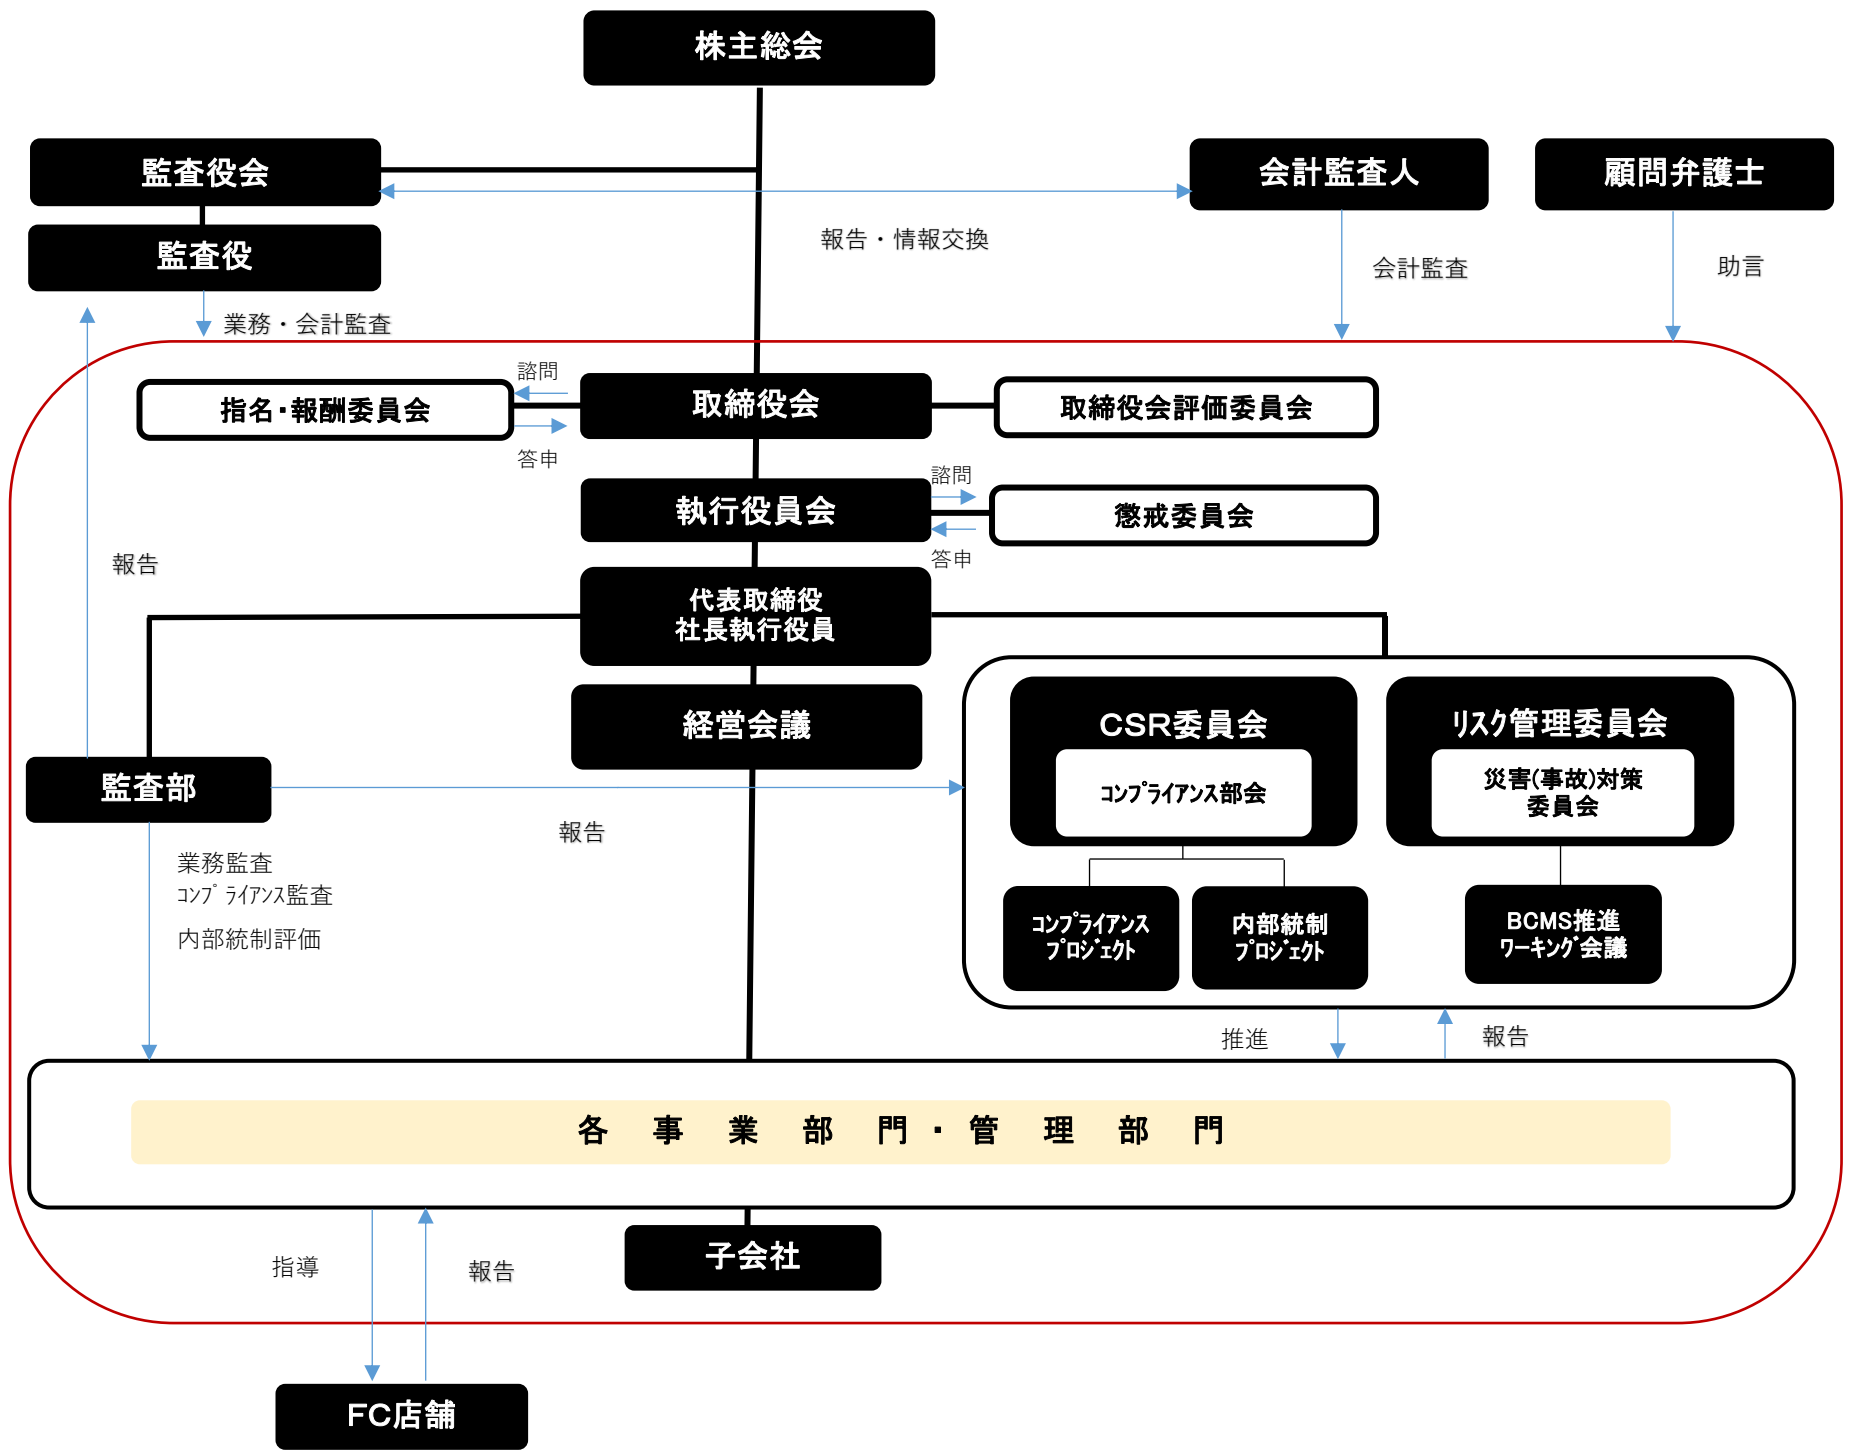 株主総会
監査役会
会計監査人
顧問弁護士
監査役
報告・情報交換
会計監査
助言
業務・会計監査
諮問
指名・報酬委員会
取締役会
取締役会評価委員会
答申
諮問
執行役員会
懲戒委員会
答申
報告
代表取締役
社長執行役員
経営会議
CSR委員会
ﾘｽｸ管理委員会
監査部
ｺﾝﾌﾟﾗｲｱﾝｽ部会
災害(事故)対策
委員会
報告
業務監査
ｺﾝﾌﾟﾗｲｱﾝｽ監査
内部統制評価
ｺﾝﾌﾟﾗｲｱﾝｽ
ﾌﾟﾛｼﾞｪｸﾄ
内部統制
ﾌﾟﾛｼﾞｪｸﾄ
BCMS推進
ﾜｰｷﾝｸﾞ会議
推進
報告
各事業部門・管理部門
子会社
指導
報告
FC店舗